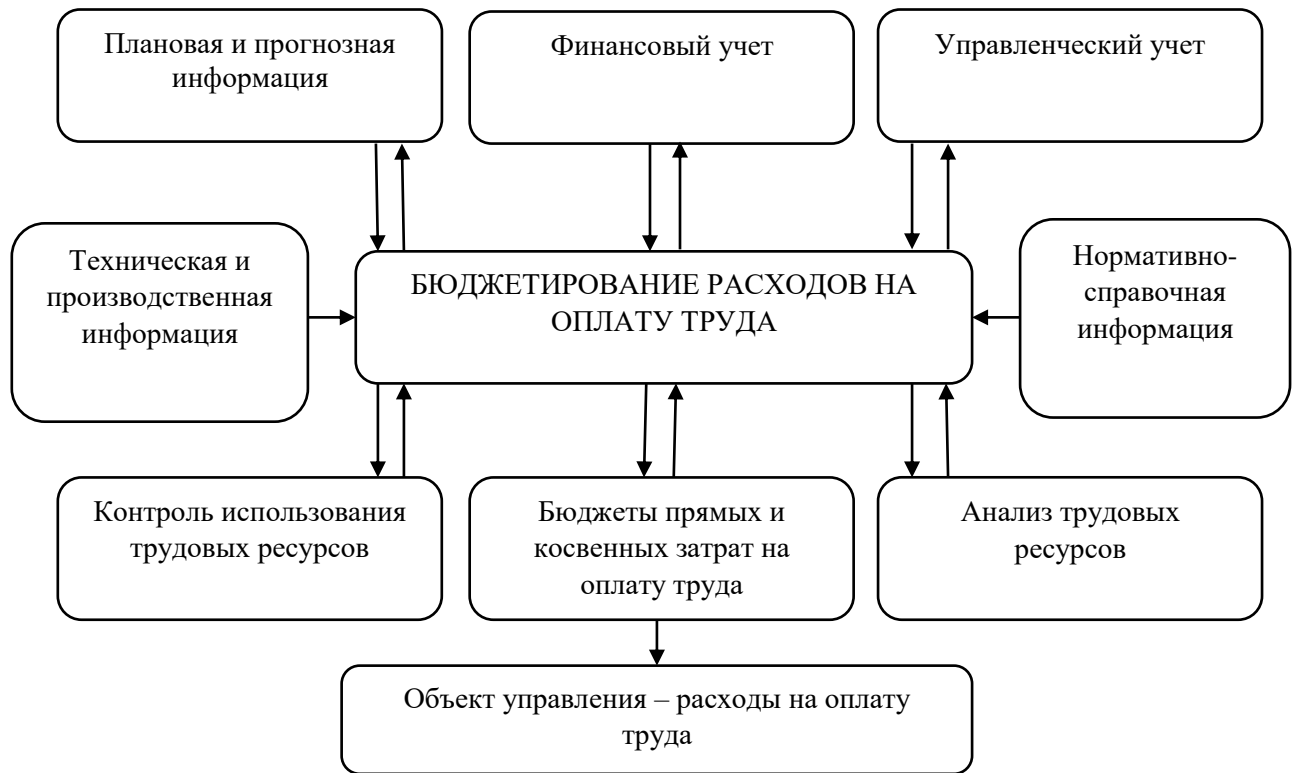 Плановая и прогнозная
информация
Финансовый учет
Управленческий учет
Техническая и
производственная
информация
БЮДЖЕТИРОВАНИЕ РАСХОДОВ НА
ОПЛАТУ ТРУДА
Нормативно-
справочная
информация
Контроль использования
трудовых ресурсов
Бюджеты прямых и
косвенных затрат на
оплату труда
Анализ трудовых
ресурсов
Объект управления – расходы на оплату
труда